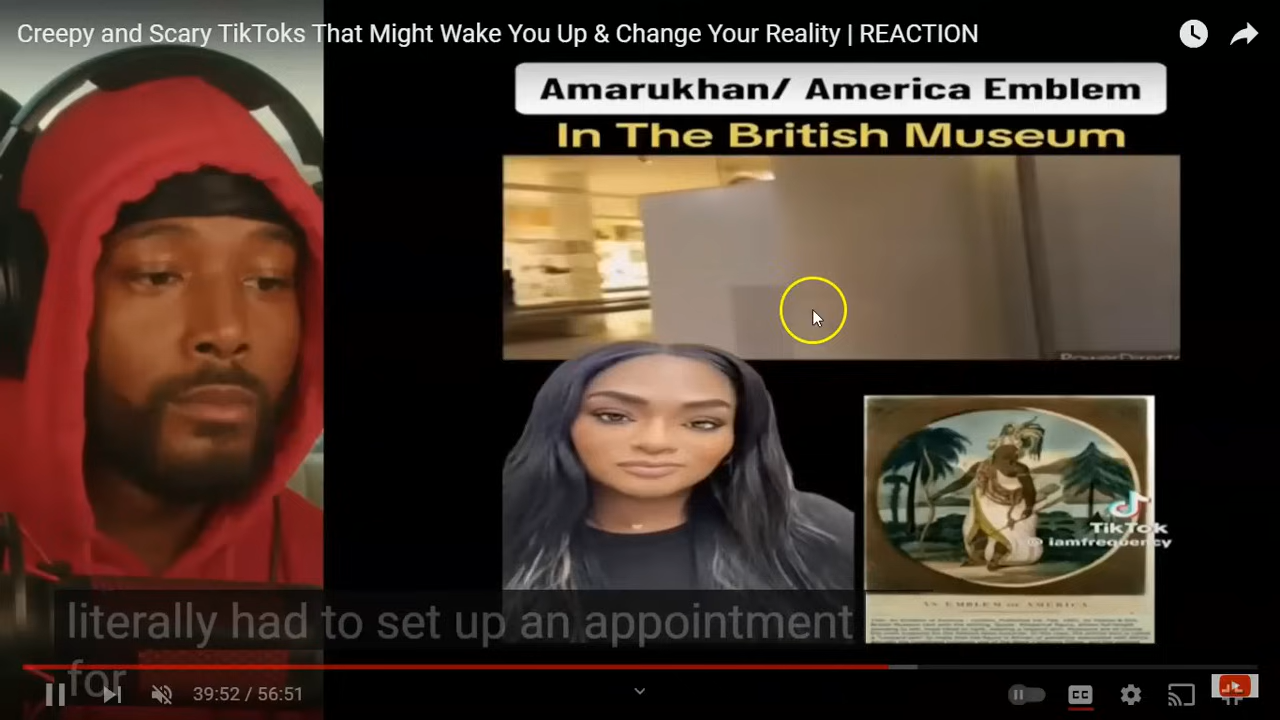 Creepy and Scary TikToks That Might Wake You Up & Change Your Reality | REACTION
Amarukhan/ America Emblem
In The British Museum
PowerDirect
TikTok
@ iamfrequency
AN EMBLEM OF AMERICA
literally had to set up an appointment
for
39:52 / 56:51
CC